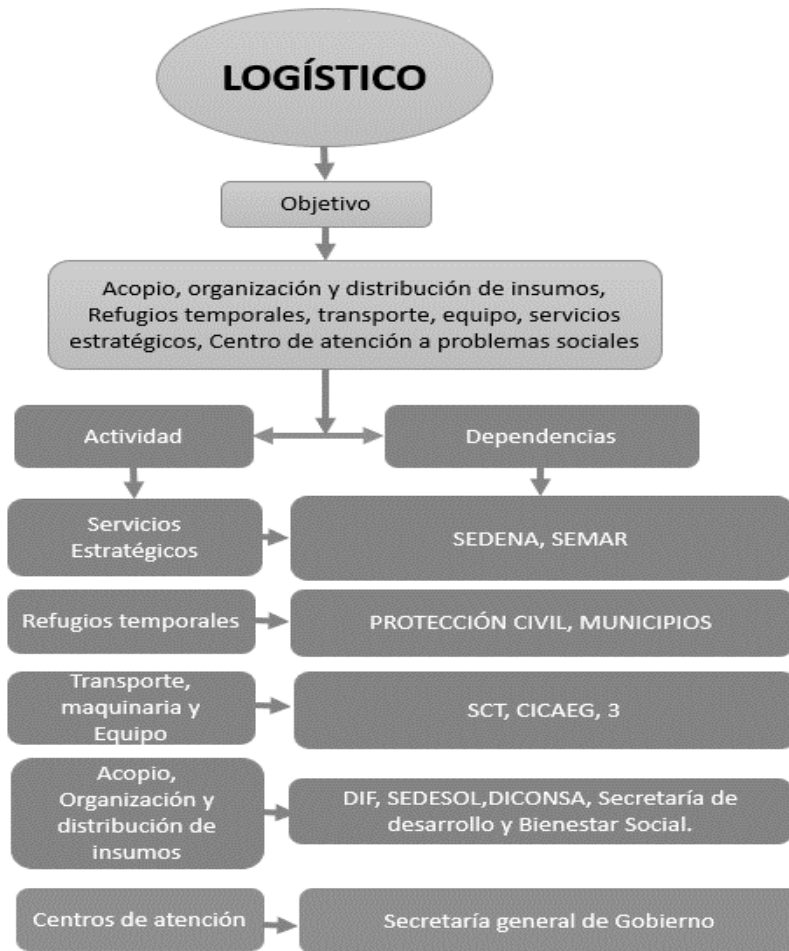 LOGÍSTICO
Objetivo
Acopio, organización y distribución de insumos,
Refugios temporales, transporte, equipo, servicios
estratégicos, Centro de atención a problemas sociales
Actividad
Dependencias
Servicios
Estratégicos
SEDENA, SEMAR
Refugios temporales
PROTECCIÓN CIVIL, MUNICIPIOS
Transporte,
maquinaria y
Equipo
SCT, CICAEG, 3
Acopio,
Organización y
distribución de
insumos
DIF, SEDESOL,DICONSA, Secretaría de
desarrollo y Bienestar Social.
Centros de atención
Secretaría general de Gobierno